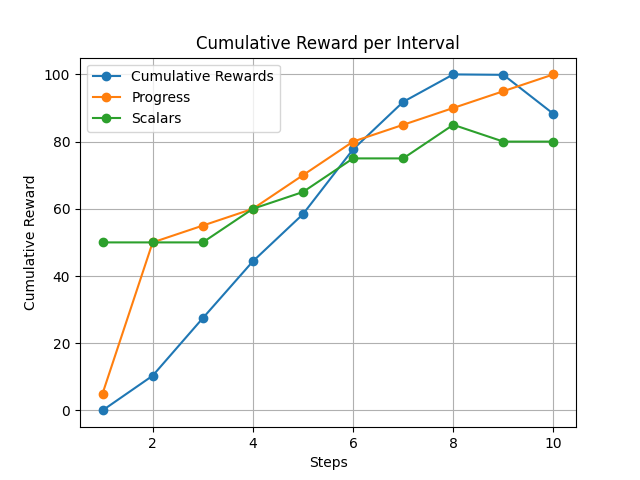 Cumulative Reward per Interval
Cumulative Rewards
Progress
Scalars
Cumulative Reward
100
80
60
40
20
0
2 4 6 8 10
Steps